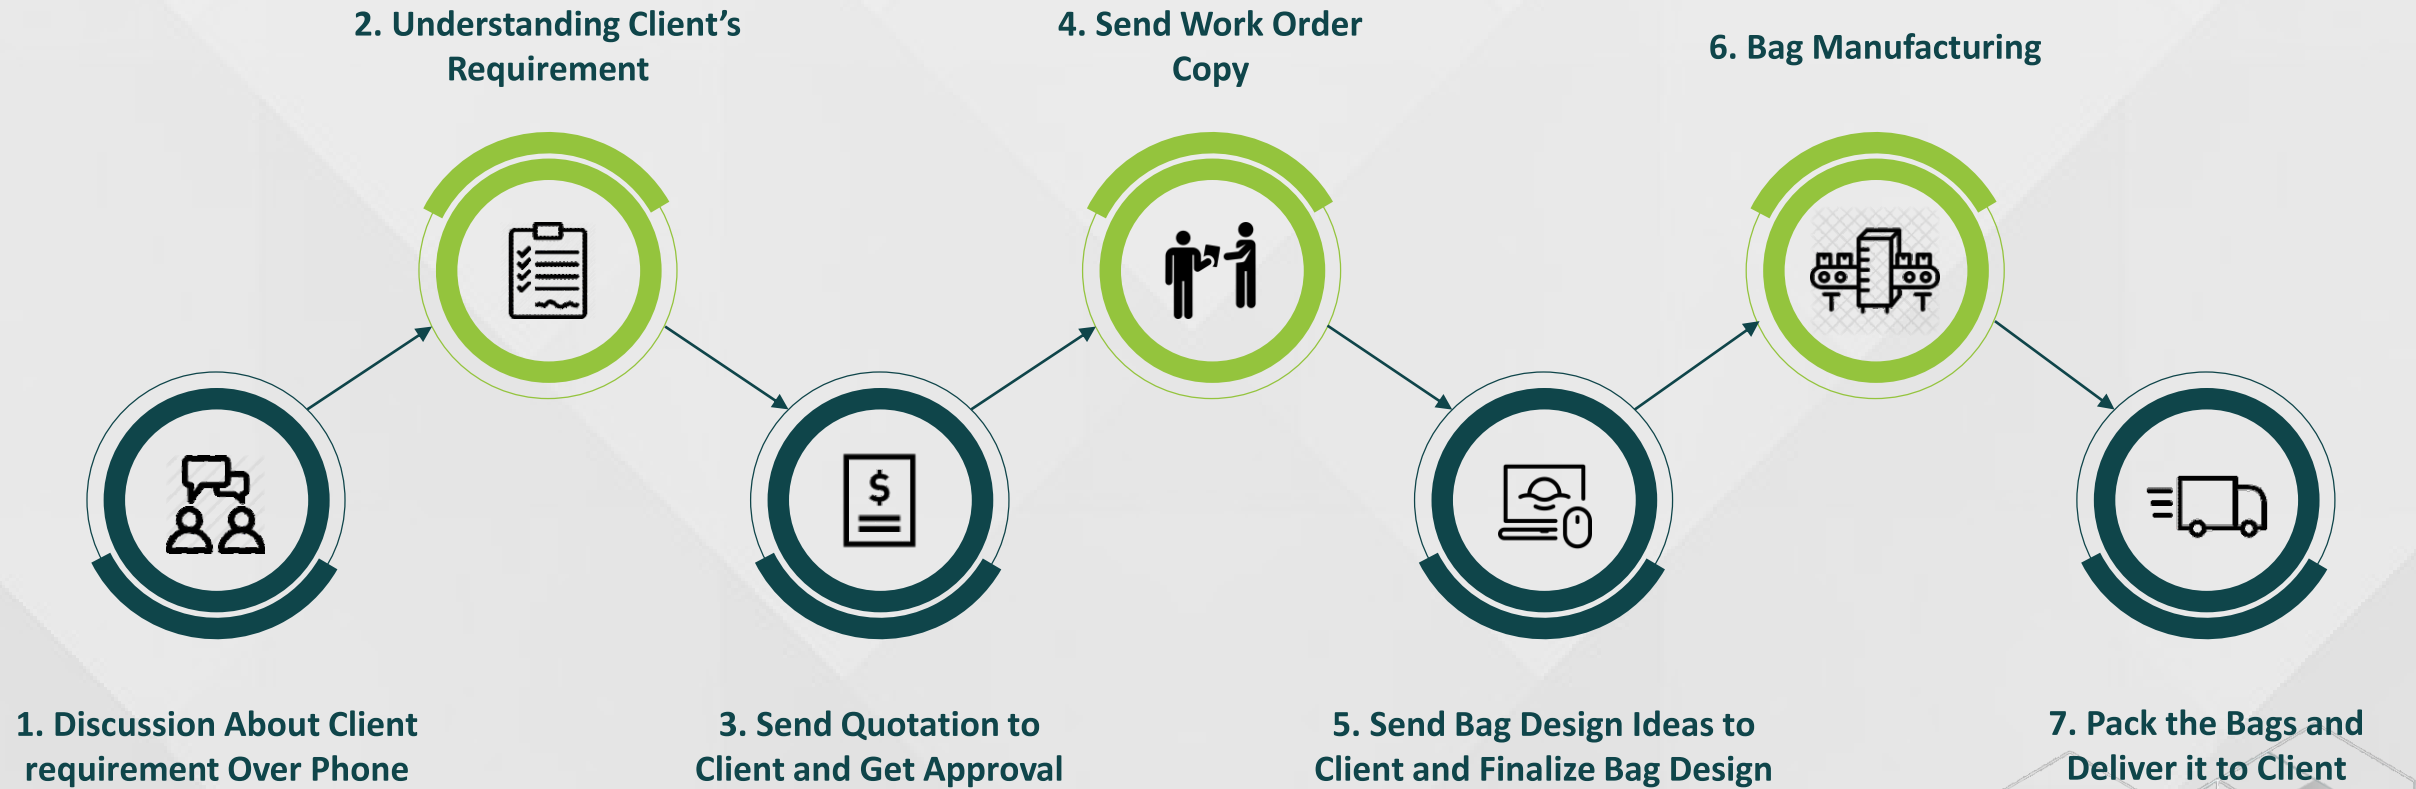 1. Discussion About Client
requirement Over Phone
2. Understanding Client’s
Requirement
3. Send Quotation to
Client and Get Approval
$
4. Send Work Order
Copy
5. Send Bag Design Ideas to
Client and Finalize Bag Design
6. Bag Manufacturing
7. Pack the Bags and
Deliver it to Client